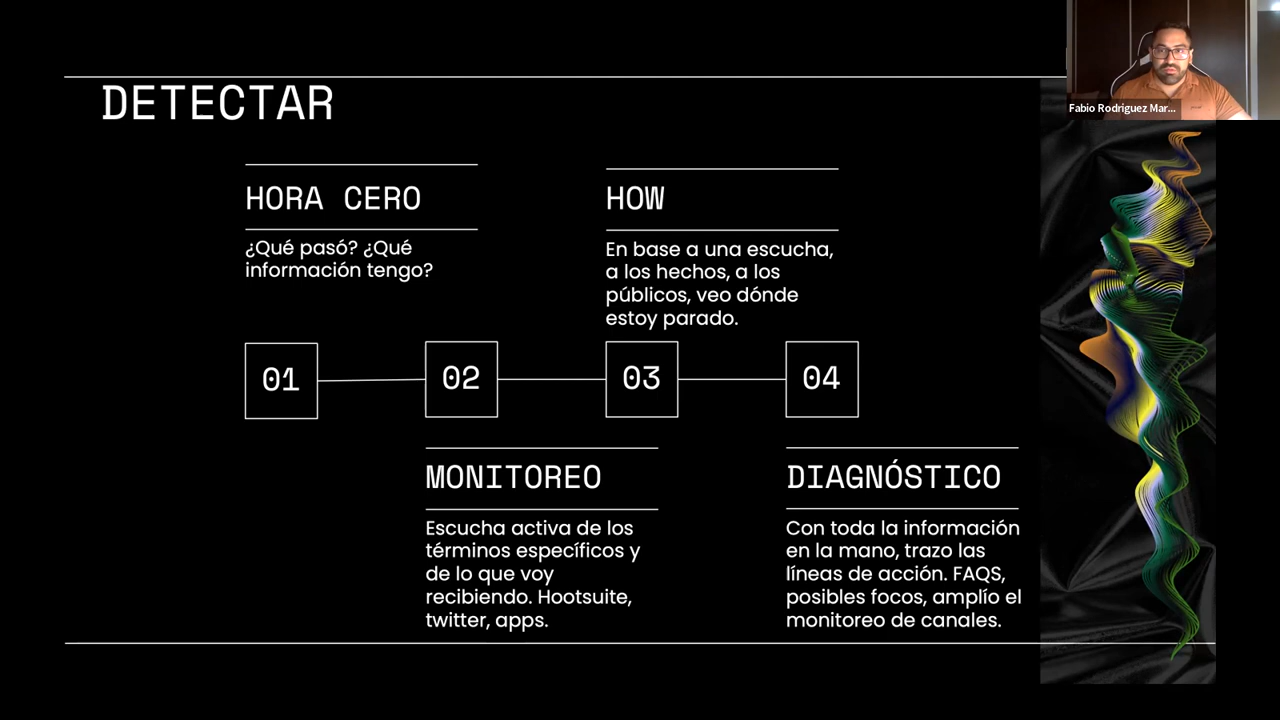 Fabio Rodriguez Mar...
DETECTAR
HORA CERO
¿Qué pasó? ¿Qué
información tengo?
HOW
En base a una escucha,
a los hechos, a los
públicos, veo dónde
estoy parado.
01
02
03
04
MONITOREO
Escucha activa de los
términos específicos y
de lo que voy
recibiendo. Hootsuite,
twitter, apps.
DIAGNÓSTICO
Con toda la información
en la mano, trazo las
líneas de acción. FAQS,
posibles focos, amplío el
monitoreo de canales.